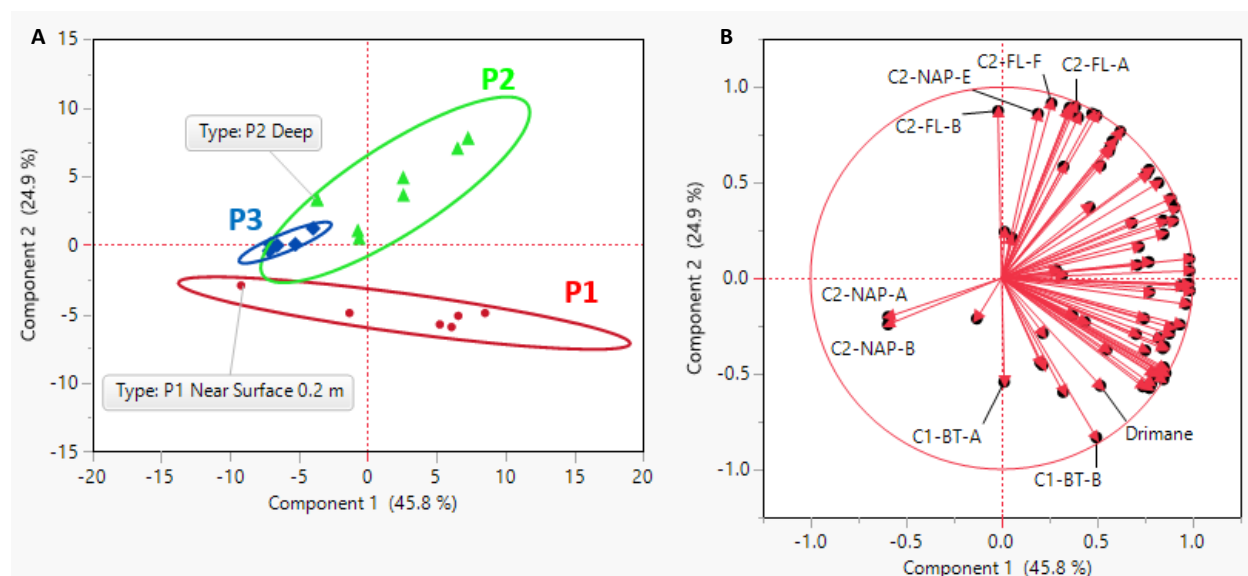 A
15
10
5
0
-5
-10
-15
Component 2 (24.9 %)
P2
Type: P2 Deep
P3
P1
Type: P1 Near Surface 0.2 m
-20
-15
-10
-5
0
5
10
15
20
Component 1 (45.8 %)
B
1.0
0.5
0.0
-0.5
-1.0
Component 2 (24.9 %)
C2-FL-F
C2-FL-A
C2-NAP-E
C2-FL-B
C2-NAP-A
C2-NAP-B
C1-BT-A
Drimane
C1-BT-B
-1.0
-0.5
0.0
0.5
1.0
Component 1 (45.8 %)